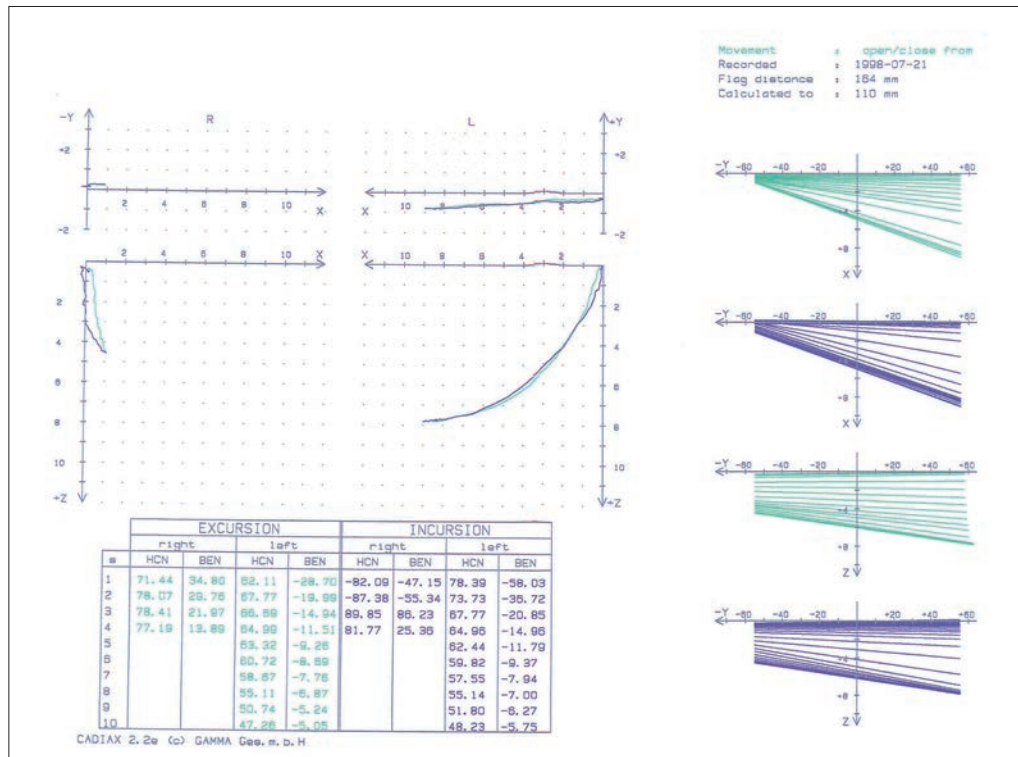 Movement : open/close from
Recorded : 1998-07-21
Flag distance : 164 mm
Calculated to : 110 mm
-Y R L +Y
+2 +2
2 4 6 8 10 X
X 10 8 6 4 2
-2 -2
2 4 6 8 10 X
X 10 8 6 4 2
2 2
4 4
6 6
8 8
10 10
+Z +Z
-Y -60 -40 -20 +20 +40 +60
+4
+8
X
-Y -60 -40 -20 +20 +40 +60
+8
X
-Y -60 -40 -20 +20 +40 +60
+4
+8
Z
-Y -60 -40 -20 +20 +40 +60
+4
+8
Z
EXCURSION INCURSION
right left right left
s HCN BEN HCN BEN HCN BEN HCN BEN
1 71.44 34.80 62.11 -28.70 -82.09 -47.15 78.39 -58.03
2 78.07 29.76 67.77 -19.99 -87.38 -55.34 73.73 -36.72
3 78.41 21.97 66.69 -14.94 89.85 86.23 67.77 -20.85
4 77.19 13.89 64.99 -11.51 81.77 25.36 64.96 -14.96
5 63.32 -9.26 62.44 -11.79
6 60.72 -8.69 59.82 -9.37
7 58.67 -7.76 57.55 -7.94
8 55.11 -6.87 55.14 -7.00
9 50.74 -5.24 51.80 -6.27
10 47.26 -5.05 48.23 -5.75
CADIAX 2.2e (c) GAMMA Ges.m.b.H